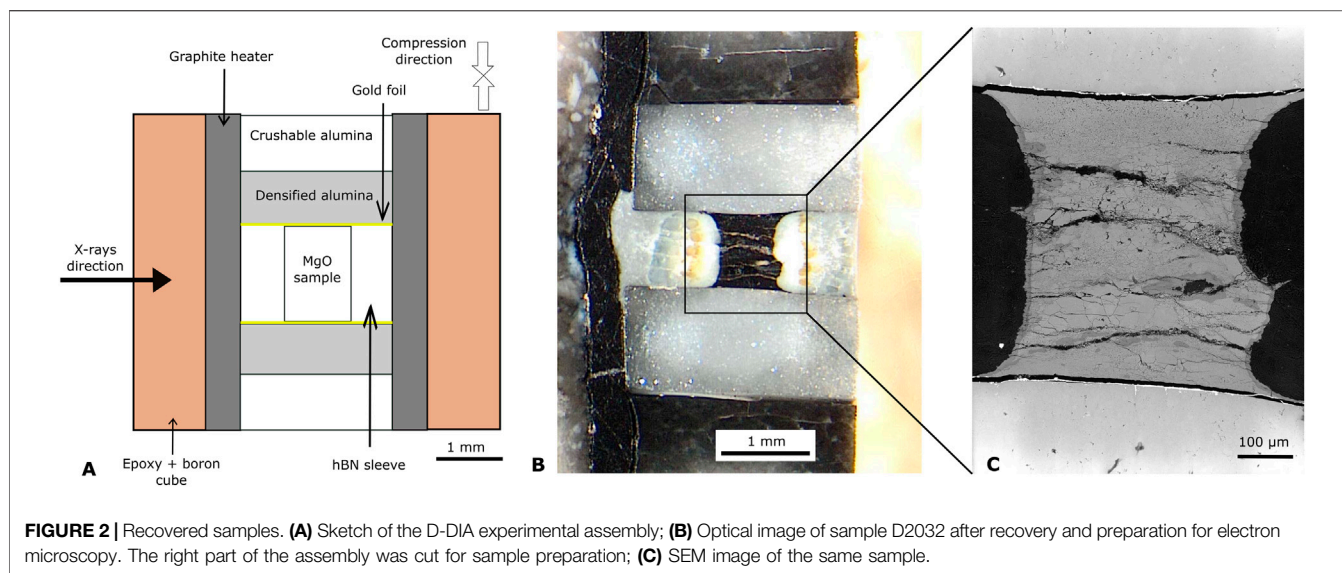 Graphite heater
Compression
direction
Gold foil
Crushable alumina
Densified alumina
X-rays
direction
MgO
sample
1 mm
A
Epoxy + boron
cube
hBN sleeve
B
1 mm
C
100 µm
FIGURE 2 | Recovered samples. (A) Sketch of the D-DIA experimental assembly; (B) Optical image of sample D2032 after recovery and preparation for electron
microscopy. The right part of the assembly was cut for sample preparation; (C) SEM image of the same sample.